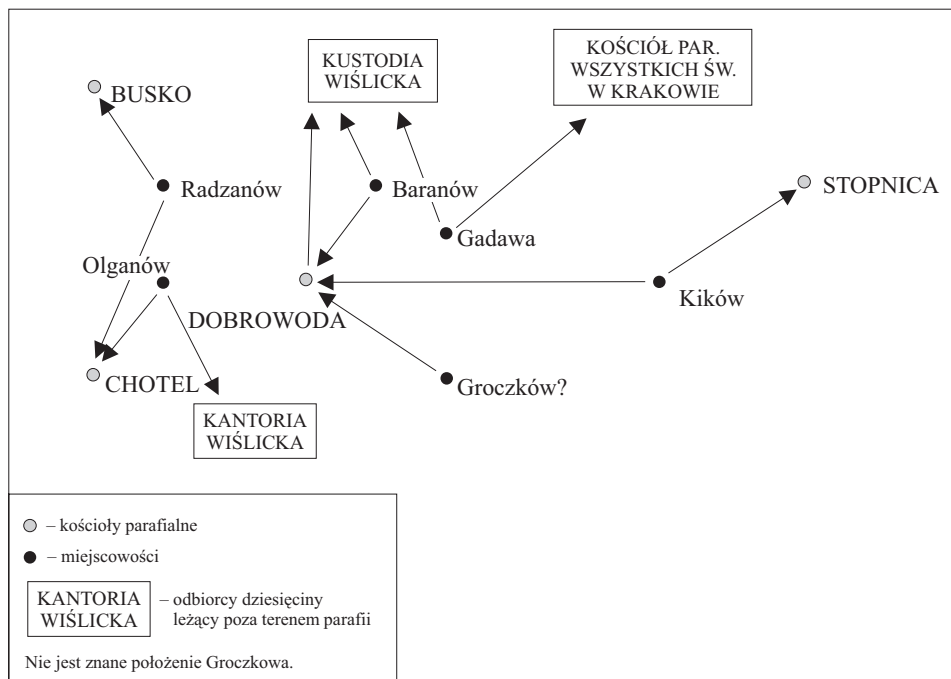 KUSTODIA
WIŚLICKA
KOŚCIÓŁ PAR.
WSZYSTKICH ŚW.
W KRAKOWIE
BUSKO
Radzanów
Baranów
STOPNICA
Gadawa
Olganów
Kików
DOBROWODA
CHOTEL
Groczków?
KANTORIA
WIŚLICKA
– kościoły parafialne
– miejscowości
KANTORIA
WIŚLICKA
– odbiorcy dziesięciny
leżący poza terenem parafii
Nie jest znane położenie Groczkowa.